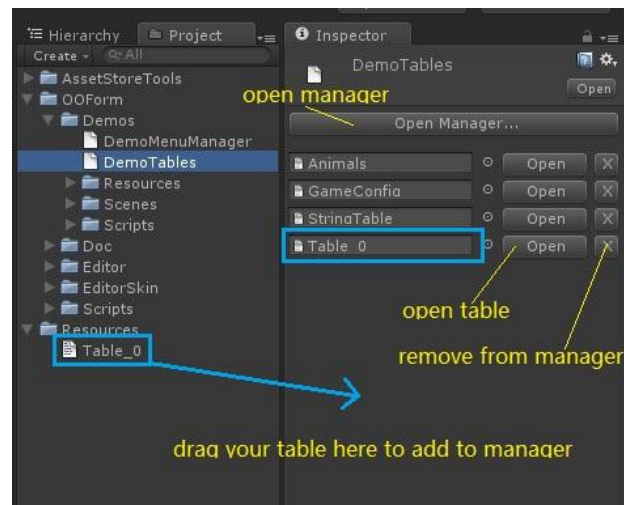 Hierarchy
Project
Create
All
AssetStoreTools
OOForm
Demos
DemoMenuManager
DemoTables
Resources
Scenes
Scripts
Doc
Editor
EditorSkin
Scripts
Resources
Table_0
Inspector
DemoTables
Open
open manager
Open Manager...
Animals
Open
X
GameConfig
Open
X
StringTable
Open
X
Table_0
Open
X
open table
remove from manager
drag your table here to add to manager